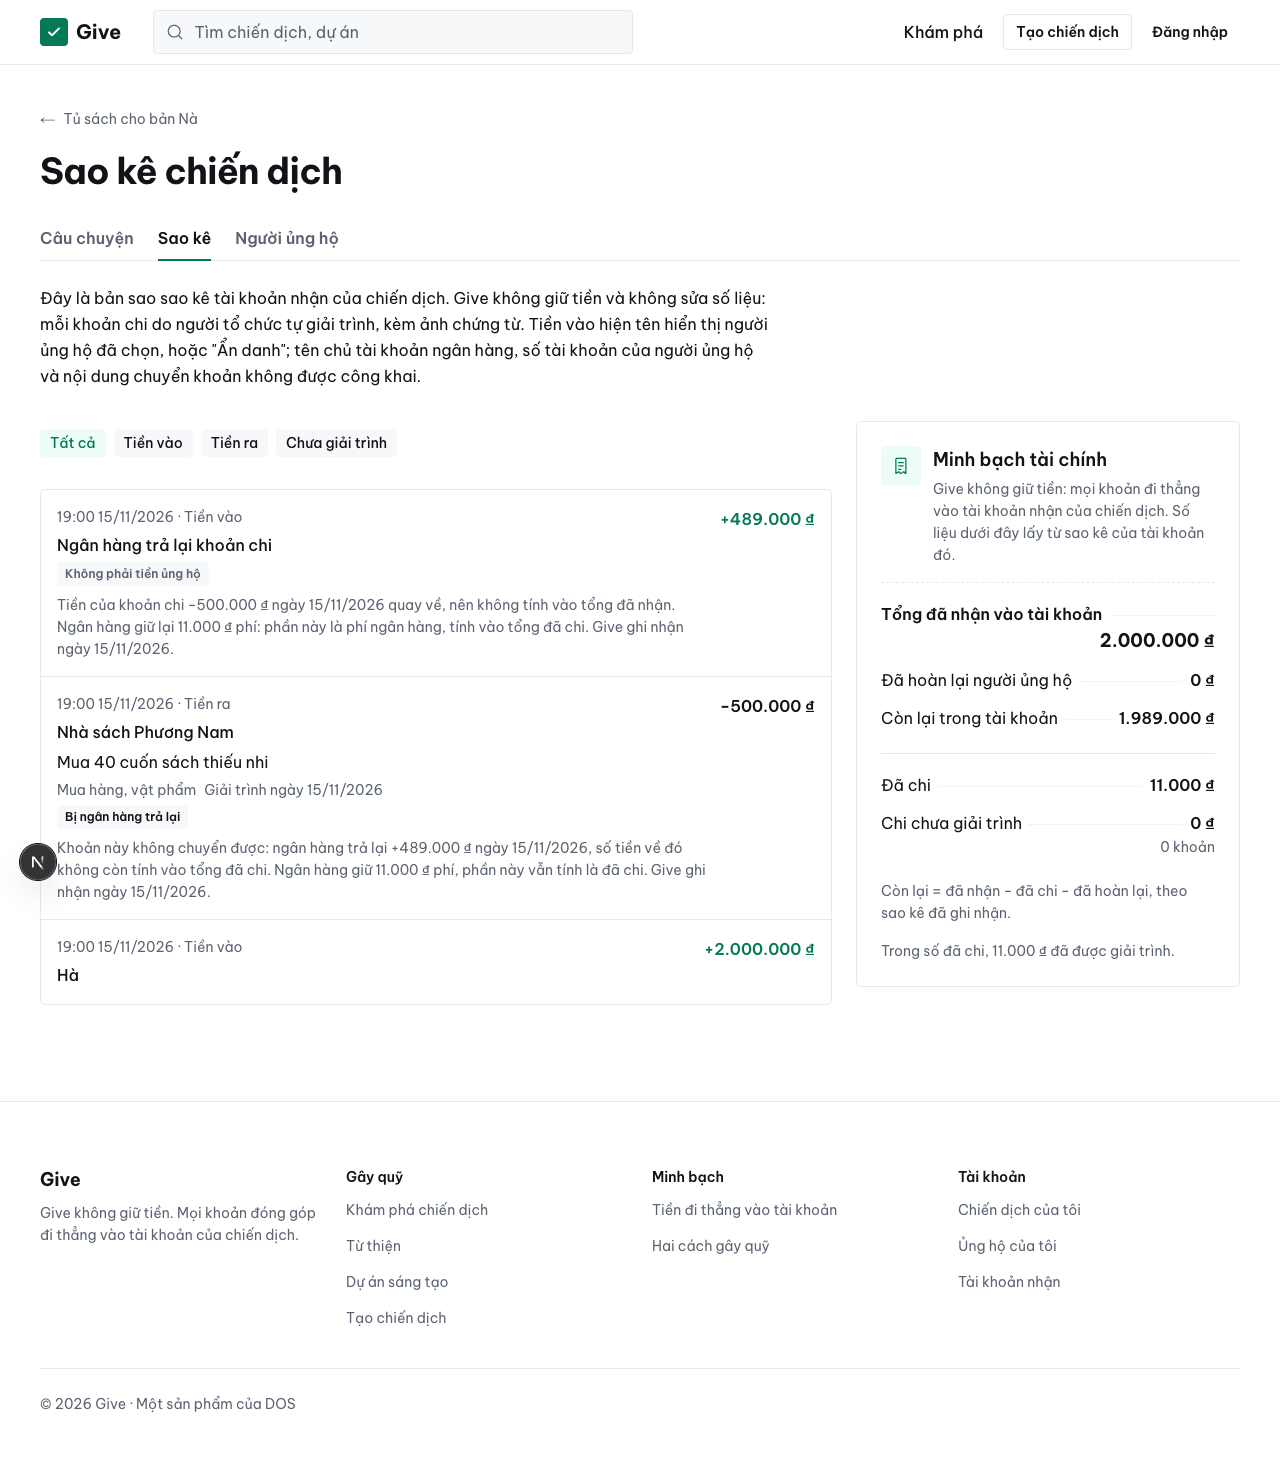 Give
Tìm chiến dịch, dự án
Khám phá
Tạo chiến dịch
Đăng nhập
← Tủ sách cho bản Nà
Sao kê chiến dịch
Câu chuyện
Sao kê
Người ủng hộ
Đây là bản sao sao kê tài khoản nhận của chiến dịch. Give không giữ tiền và không sửa số liệu:
mỗi khoản chi do người tổ chức tự giải trình, kèm ảnh chứng từ. Tiền vào hiện tên hiển thị người
ủng hộ đã chọn, hoặc "Ẩn danh"; tên chủ tài khoản ngân hàng, số tài khoản của người ủng hộ
và nội dung chuyển khoản không được công khai.
Tất cả
Tiền vào
Tiền ra
Chưa giải trình
19:00 15/11/2026 · Tiền vào
+489.000 ₫
Ngân hàng trả lại khoản chi
Không phải tiền ủng hộ
Tiền của khoản chi -500.000 ₫ ngày 15/11/2026 quay về, nên không tính vào tổng đã nhận.
Ngân hàng giữ lại 11.000 ₫ phí: phần này là phí ngân hàng, tính vào tổng đã chi. Give ghi nhận
ngày 15/11/2026.
19:00 15/11/2026 · Tiền ra
-500.000 ₫
Nhà sách Phương Nam
Mua 40 cuốn sách thiếu nhi
Mua hàng, vật phẩm Giải trình ngày 15/11/2026
Bị ngân hàng trả lại
Khoản này không chuyển được: ngân hàng trả lại +489.000 ₫ ngày 15/11/2026, số tiền về đó
không còn tính vào tổng đã chi. Ngân hàng giữ 11.000 ₫ phí, phần này vẫn tính là đã chi. Give ghi
nhận ngày 15/11/2026.
19:00 15/11/2026 · Tiền vào
+2.000.000 ₫
Hà
Minh bạch tài chính
Give không giữ tiền: mọi khoản đi thẳng
vào tài khoản nhận của chiến dịch. Số
liệu dưới đây lấy từ sao kê của tài khoản
đó.
Tổng đã nhận vào tài khoản
2.000.000 ₫
Đã hoàn lại người ủng hộ 0 ₫
Còn lại trong tài khoản 1.989.000 ₫
Đã chi 11.000 ₫
Chi chưa giải trình 0 ₫
0 khoản
Còn lại = đã nhận - đã chi - đã hoàn lại, theo
sao kê đã ghi nhận.
Trong số đã chi, 11.000 ₫ đã được giải trình.
N
Give
Give không giữ tiền. Mọi khoản đóng góp
đi thẳng vào tài khoản của chiến dịch.
Gây quỹ
Khám phá chiến dịch
Từ thiện
Dự án sáng tạo
Tạo chiến dịch
Minh bạch
Tiền đi thẳng vào tài khoản
Hai cách gây quỹ
Tài khoản
Chiến dịch của tôi
Ủng hộ của tôi
Tài khoản nhận
© 2026 Give · Một sản phẩm của DOS